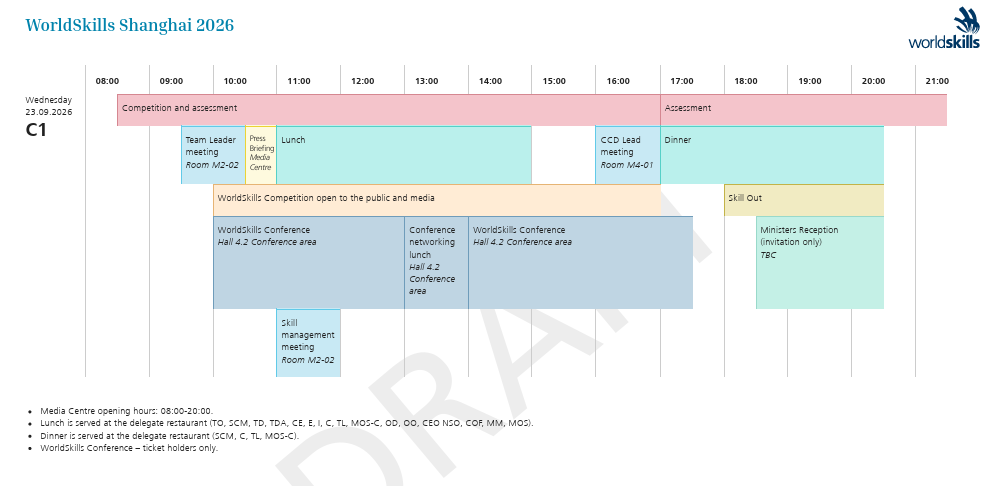 WorldSkills Shanghai 2026
worldskills
08:00 09:00 10:00 11:00 12:00 13:00 14:00 15:00 16:00 17:00 18:00 19:00 20:00 21:00
Wednesday
23.09.2026
C1
Competition and assessment
Assessment
Team Leader
meeting
Room M2-02
Press
Briefing
Media
Centre
Lunch
CCD Lead
meeting
Room M4-01
Dinner
WorldSkills Competition open to the public and media
Skill Out
WorldSkills Conference
Hall 4.2 Conference area
Conference
networking
lunch
Hall 4.2
Conference
area
WorldSkills Conference
Hall 4.2 Conference area
Ministers Reception
(invitation only)
TBC
Skill
management
meeting
Room M2-02
DRAFT
• Media Centre opening hours: 08:00-20:00.
• Lunch is served at the delegate restaurant (TO, SCM, TD, TDA, CE, E, I, C, TL, MOS-C, OD, OO, CEO NSO, COF, MM, MOS).
• Dinner is served at the delegate restaurant (SCM, C, TL, MOS-C).
• WorldSkills Conference – ticket holders only.